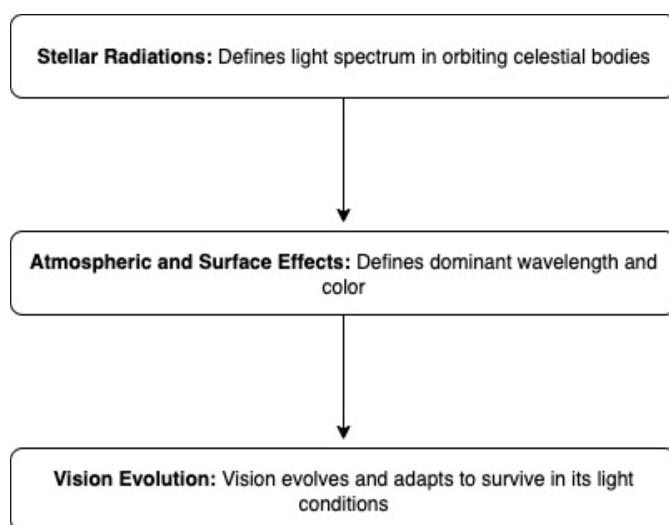 Stellar Radiations: Defines light spectrum in orbiting celestial bodies
Atmospheric and Surface Effects: Defines dominant wavelength and
color
Vision Evolution: Vision evolves and adapts to survive in its light
conditions